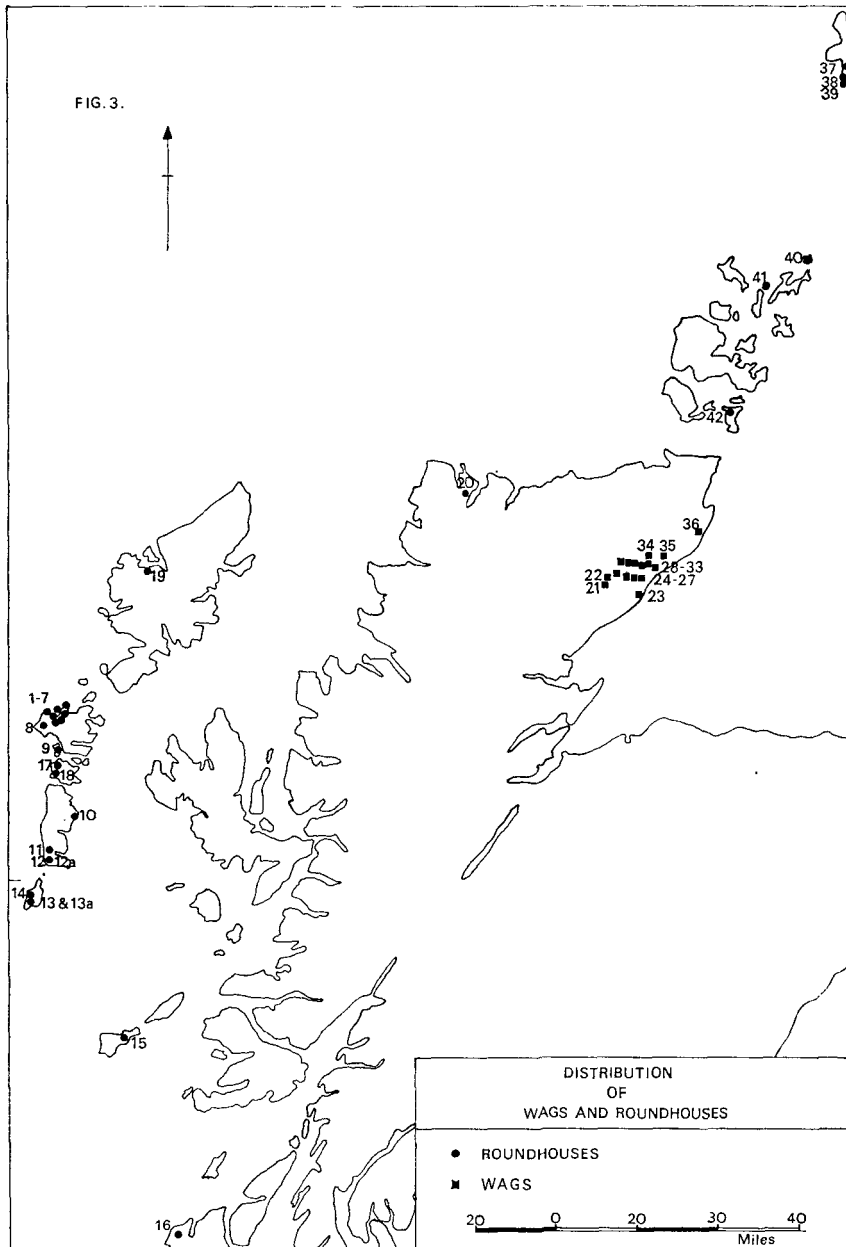 FIG. 3.
37
38
39
40
41
42
20
36
34 35
28-33
22
24-27
21
23
19
1-7
8
9
17
18
10
11
12 12a
14
13 & 13a
15
16
DISTRIBUTION
OF
WAGS AND ROUNDHOUSES
ROUNDHOUSES
WAGS
20 0 20 30 40
Miles